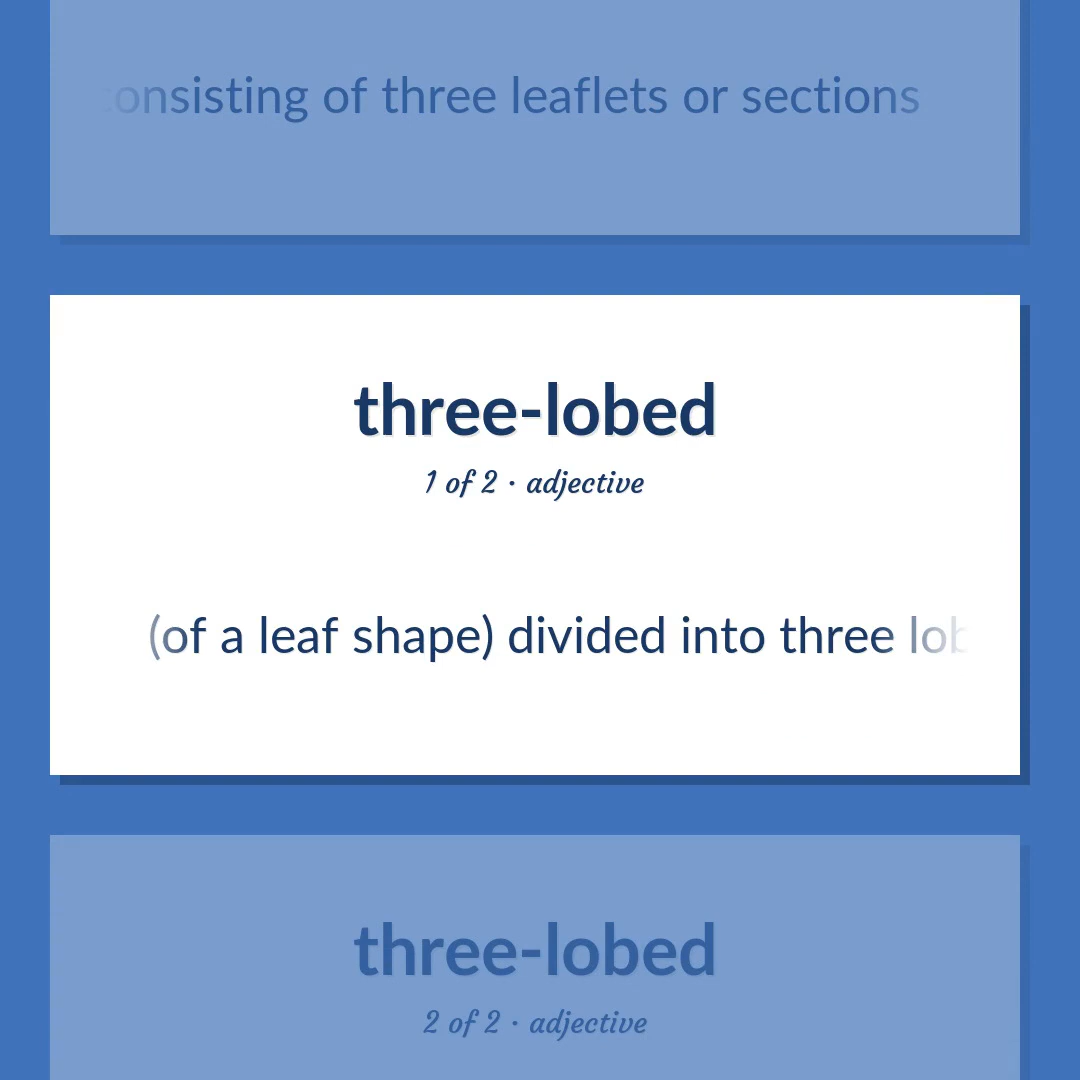 consisting of three leaflets or sections
three-lobed
1 of 2 · adjective
(of a leaf shape) divided into three lob
three-lobed
2 of 2 · adjective